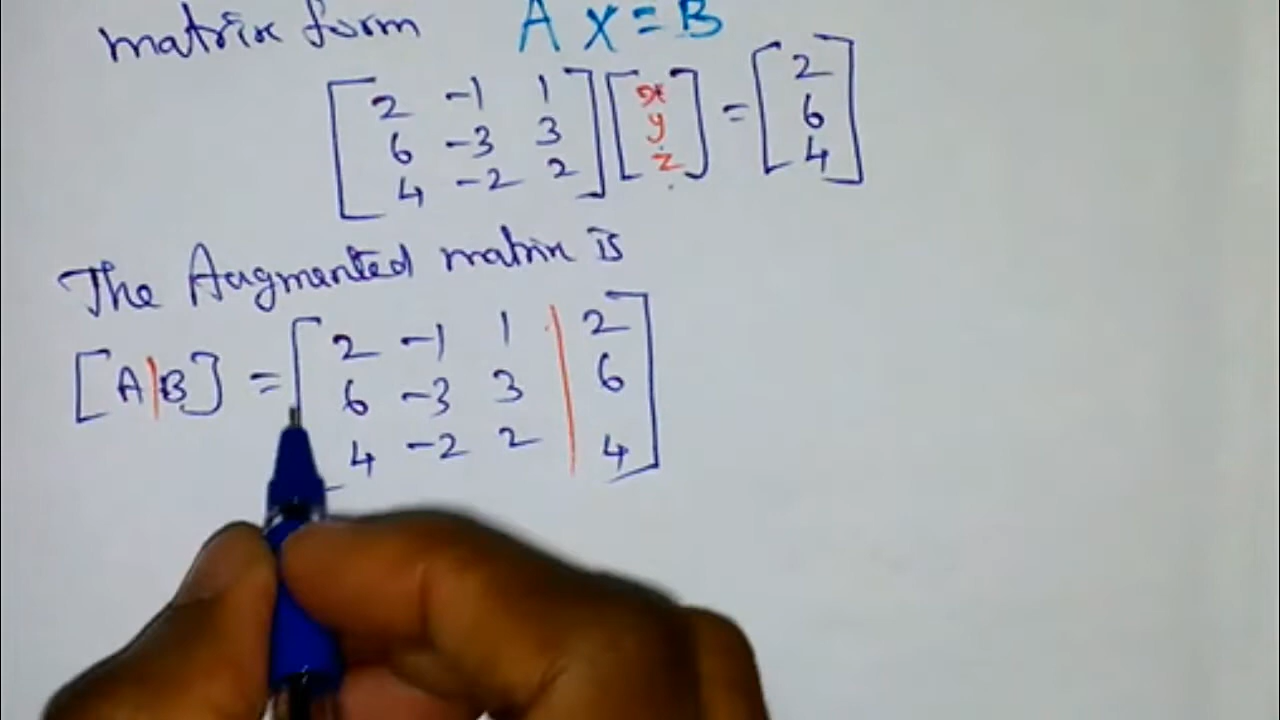 matrix form A X = B
[ 2 -1 1 ] [ x ] = [ 2 ]
[ 6 -3 3 ] [ y ] [ 6 ]
[ 4 -2 2 ] [ z ] [ 4 ]
The Augmented matrix is
[A|B] = [ 2 -1 1 | 2 ]
[ 6 -3 3 | 6 ]
[ 4 -2 2 | 4 ]